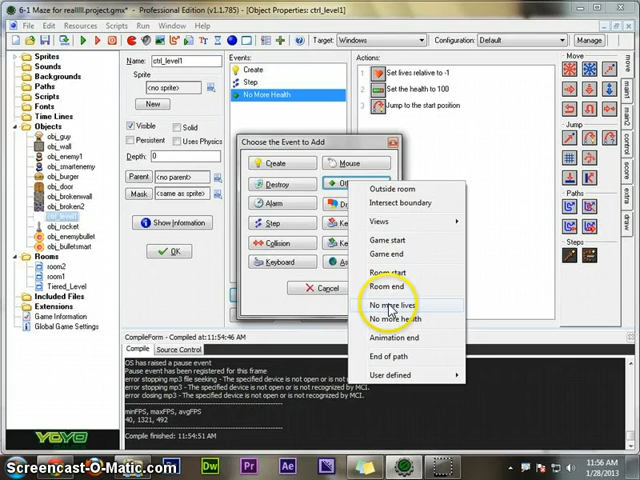 6-1 Maze for reallll.project.gmx* - Professional Edition (v1.1.785) - [Object Properties: ctrl_level1]
File Edit Resources Scripts Run Window Help
Target: Windows Configuration: Default Manage
Sprites
Sounds
Backgrounds
Paths
Scripts
Fonts
Time Lines
Objects
obj_guy
obj_wall
obj_enemy1
obj_smartenemy
obj_burger
obj_door
obj_brokenwall
obj_broken2
ctrl_level1
obj_rocket
obj_enemybullet
obj_bulletsmart
Rooms
room2
room1
Tiered_Level
Included Files
Extensions
Game Information
Global Game Settings
Name: ctrl_level1
Sprite
<no sprite>
New
Visible Solid
Persistent Uses Physics
Depth: 0
Parent <no parent>
Mask <same as sprite>
Show Information
OK
Events:
Create
Step
No More Health
Actions:
1 Set lives relative to -1
2 Set the health to 100
3 Jump to the start position
Move
Jump
Paths
Steps
move
main1
main2
control
score
extra
draw
Choose the Event to Add
Create Mouse
Destroy
Alarm
Step
Collision
Keyboard
Cancel
Outside room
Intersect boundary
Views
Game start
Game end
Room start
Room end
No more lives
No more health
Animation end
End of path
User defined
CompileForm - Compiled at: 11:54:46 AM
Compile Source Control
OS has raised a pause event
Pause event has been registered for this frame
error stopping mp3 file seeking - The specified device is not open or is not
error stopping mp3 - The specified device is not open or is not recognized by MCI.
error closing mp3 - The specified device is not open or is not recognized by MCI.
minFPS, maxFPS, avgFPS
40, 1321, 492
Compile finished: 11:54:51 AM
YOYO
Screencast-O-Matic.com
Dw Pr Ae
11:56 AM
1/28/2013